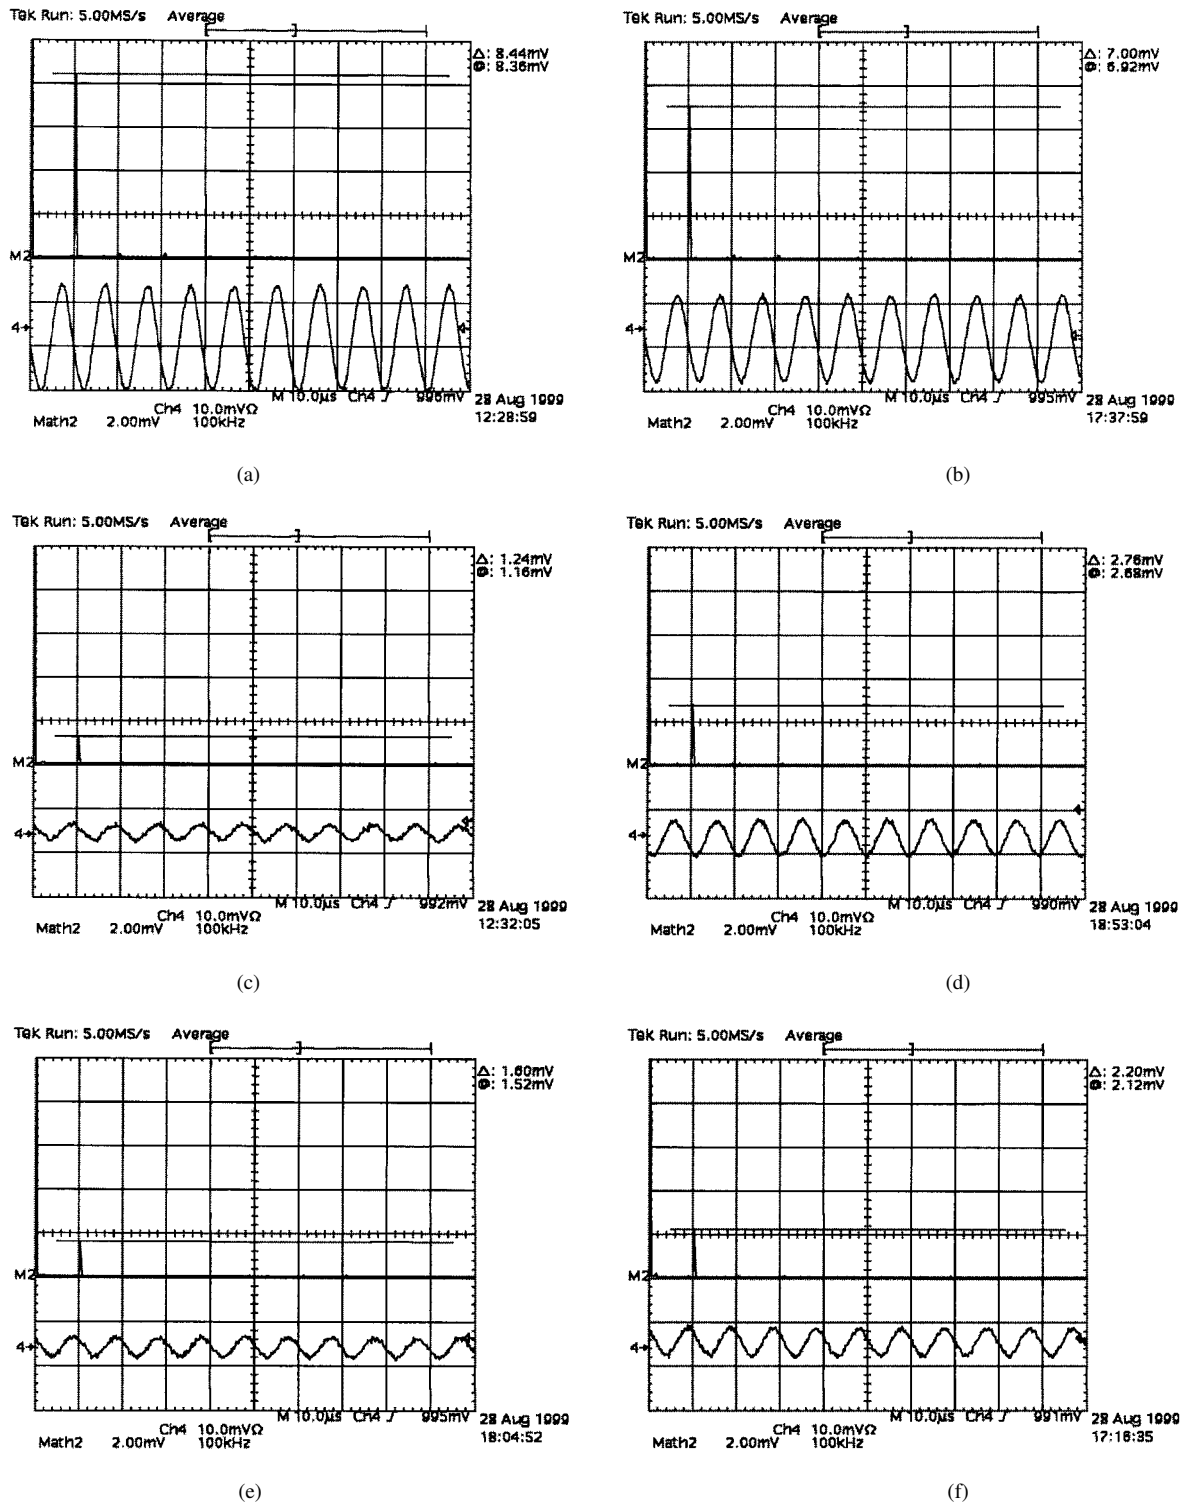 Tek Run: 5.00MS/s Average
Δ: 8.44mV
@: 8.36mV
M2
4
M 10.0µs Ch4 996mV
Ch4 10.0mVΩ
Math2 2.00mV 100kHz
28 Aug 1999
12:28:59
(a)
Tek Run: 5.00MS/s Average
Δ: 7.00mV
@: 6.92mV
M2
4
M 10.0µs Ch4 995mV
Ch4 10.0mVΩ
Math2 2.00mV 100kHz
28 Aug 1999
17:37:59
(b)
Tek Run: 5.00MS/s Average
Δ: 1.24mV
@: 1.16mV
M2
4
M 10.0µs Ch4 992mV
Ch4 10.0mVΩ
Math2 2.00mV 100kHz
28 Aug 1999
12:32:05
(c)
Tek Run: 5.00MS/s Average
Δ: 2.76mV
@: 2.68mV
M2
4
M 10.0µs Ch4 990mV
Ch4 10.0mVΩ
Math2 2.00mV 100kHz
28 Aug 1999
18:53:04
(d)
Tek Run: 5.00MS/s Average
Δ: 1.60mV
@: 1.52mV
M2
4
M 10.0µs Ch4 995mV
Ch4 10.0mVΩ
Math2 2.00mV 100kHz
28 Aug 1999
18:04:52
(e)
Tek Run: 5.00MS/s Average
Δ: 2.20mV
@: 2.12mV
M2
4
M 10.0µs Ch4 991mV
Ch4 10.0mVΩ
Math2 2.00mV 100kHz
28 Aug 1999
17:16:35
(f)